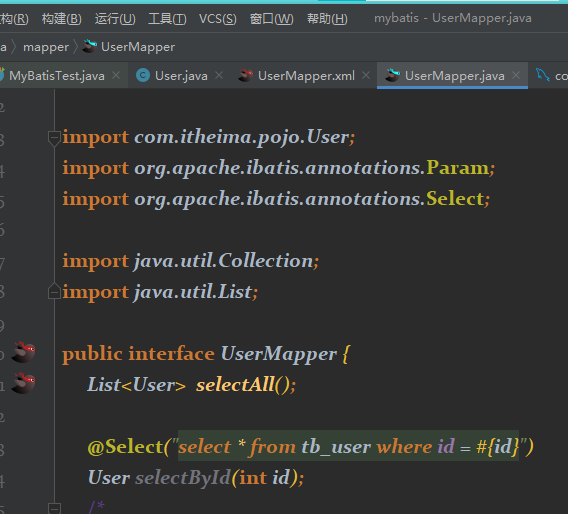 构(R) 构建(B) 运行(U) 工具(T) VCS(S) 窗口(W) 帮助(H) mybatis - UserMapper.java
a mapper UserMapper
MyBatisTest.java User.java UserMapper.xml UserMapper.java co
2
3 import com.itheima.pojo.User;
4 import org.apache.ibatis.annotations.Param;
5 import org.apache.ibatis.annotations.Select;
6
7 import java.util.Collection;
8 import java.util.List;
9
0 public interface UserMapper {
1 List<User> selectAll();
2
3 @Select("select * from tb_user where id = #{id}")
4 User selectById(int id);
5 /*